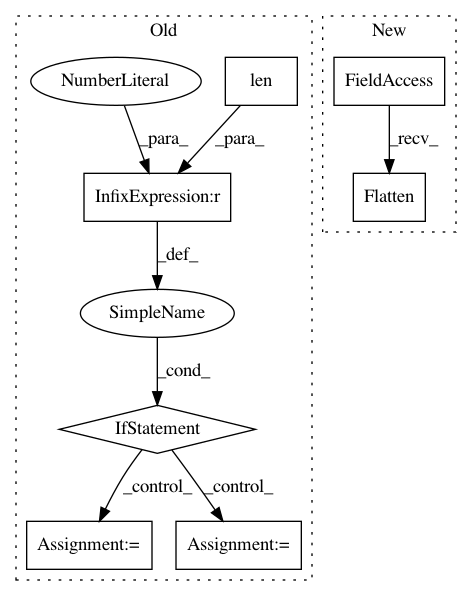 Old
New
NumberLiteral
len
FieldAccess
_para_
_para_
_recv_
InfixExpression:r
Flatten
_def_
SimpleName
_cond_
IfStatement
_control_
_control_
Assignment:=
Assignment:=